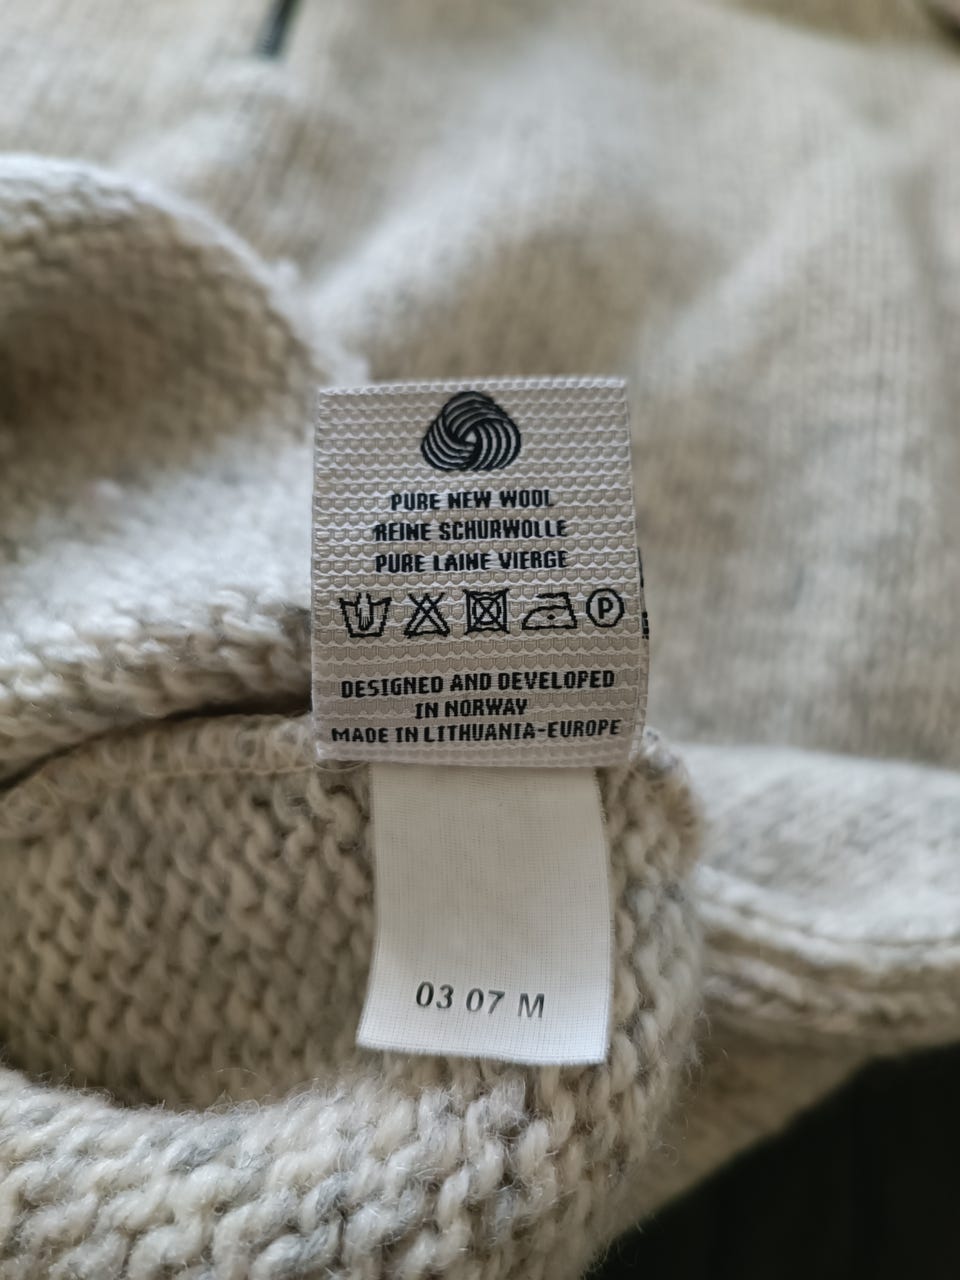 PURE NEW WOOL
REINE SCHURWOLLE
PURE LAINE VIERGE
P
DESIGNED AND DEVELOPED
IN NORWAY
MADE IN LITHUANIA-EUROPE
03 07 M